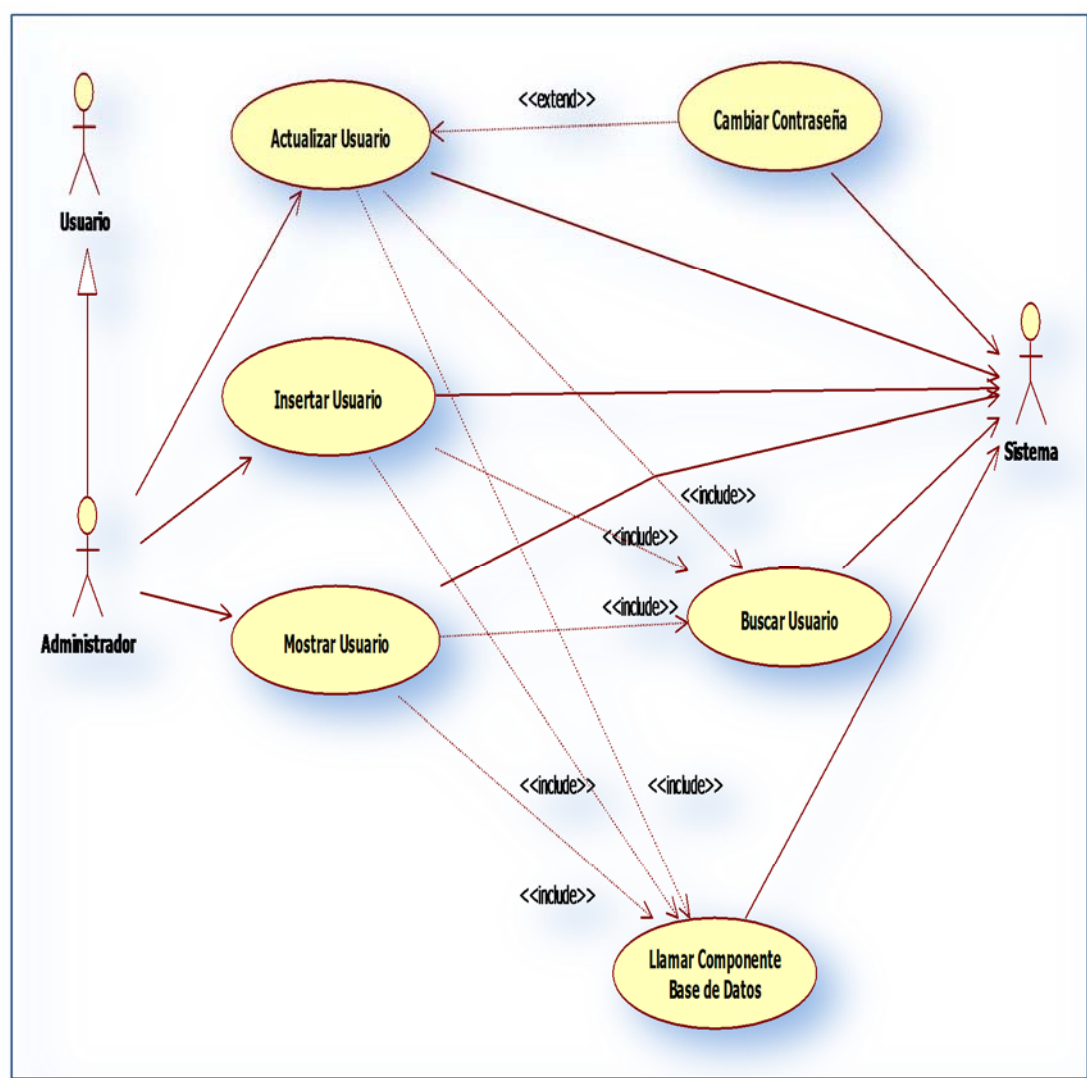 <<extend>>
Cambiar Contraseña
Actualizar Usuario
Usuario
Insertar Usuario
Sistema
<<include>>
<<include>>
<<include>>
Buscar Usuario
Mostrar Usuario
Administrador
<<include>>
<<include>>
<<include>>
Llamar Componente
Base de Datos